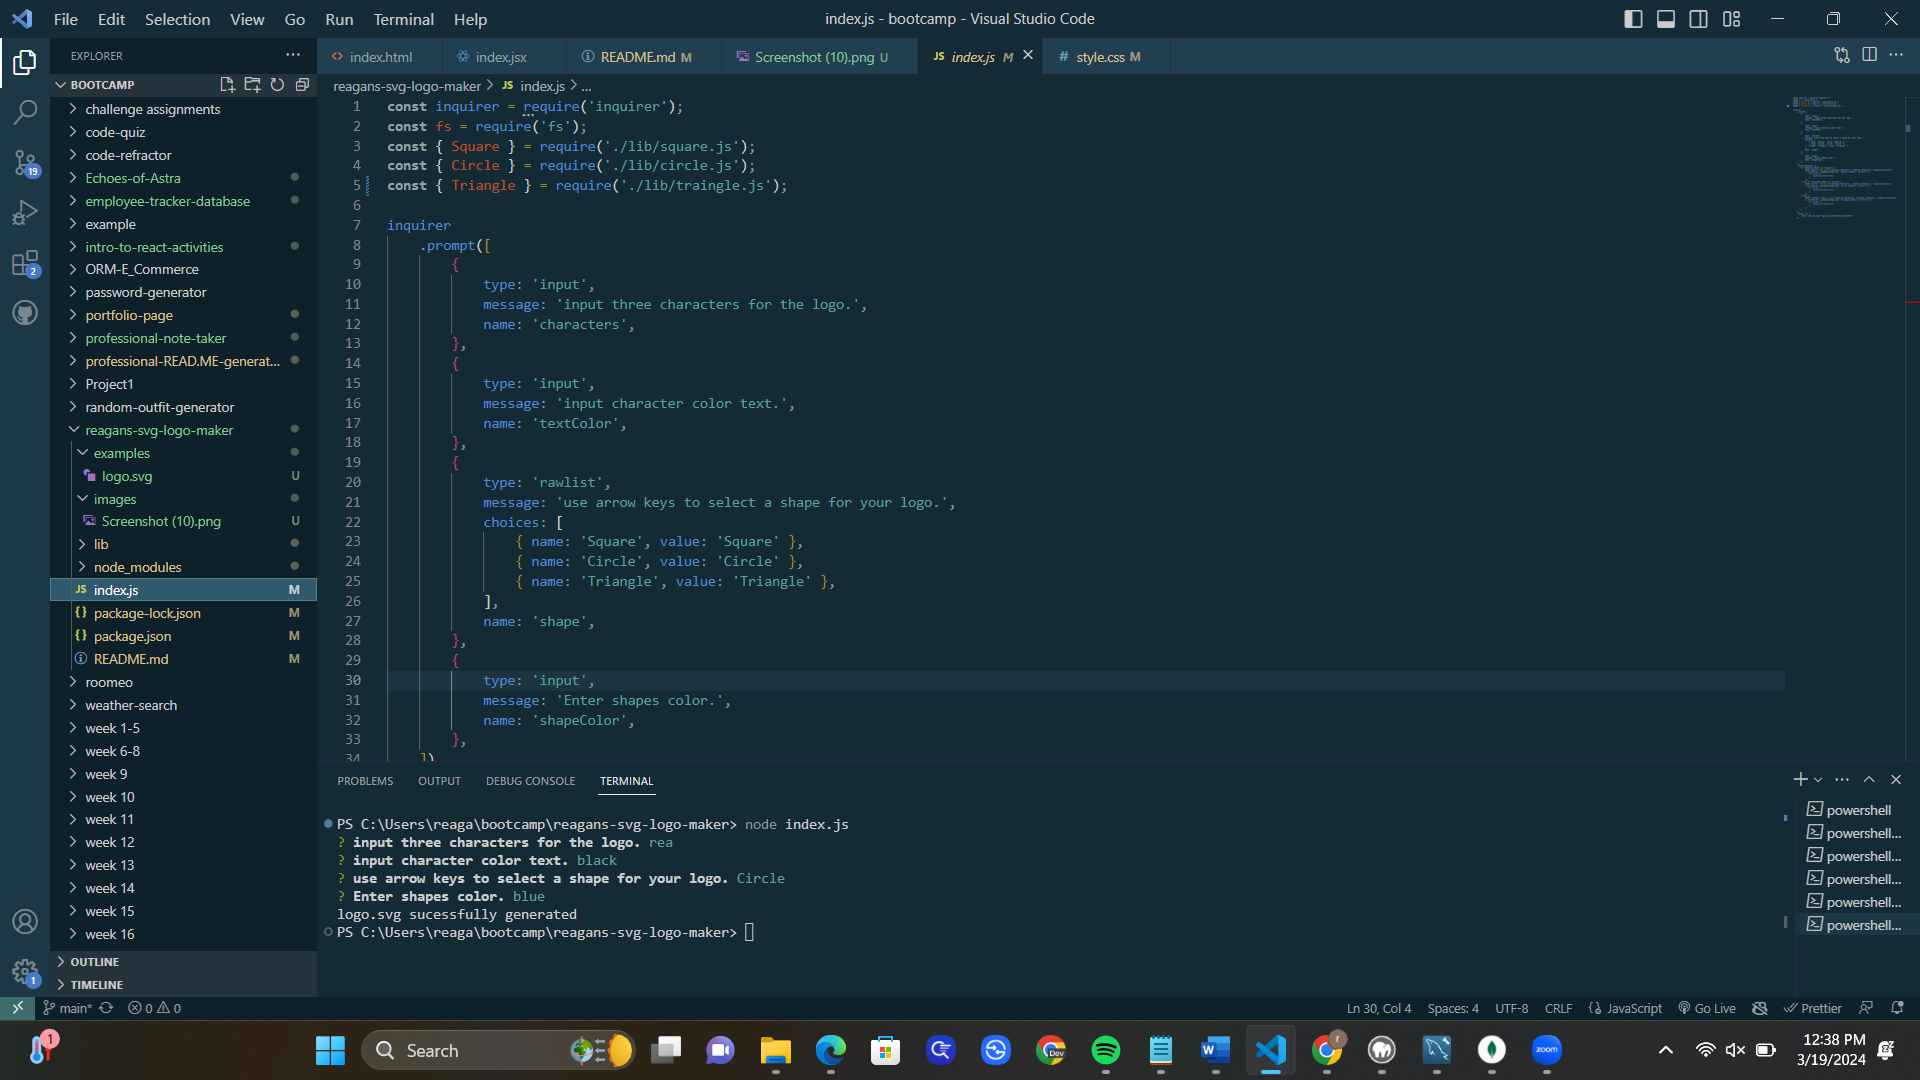 File Edit Selection View Go Run Terminal Help
index.js - bootcamp - Visual Studio Code
EXPLORER
BOOTCAMP
challenge assignments
code-quiz
code-refractor
Echoes-of-Astra
employee-tracker-database
example
intro-to-react-activities
ORM-E_Commerce
password-generator
portfolio-page
professional-note-taker
professional-READ.ME-generat...
Project1
random-outfit-generator
reagans-svg-logo-maker
examples
logo.svg U
images
Screenshot (10).png U
lib
node_modules
index.js M
package-lock.json M
package.json M
README.md M
roomeo
weather-search
week 1-5
week 6-8
week 9
week 10
week 11
week 12
week 13
week 14
week 15
week 16
OUTLINE
TIMELINE
19
2
1
index.html index.jsx README.md M Screenshot (10).png U JS index.js M # style.css M
reagans-svg-logo-maker > JS index.js > ...
1 const inquirer = require('inquirer');
2 const fs = require('fs');
3 const { Square } = require('./lib/square.js');
4 const { Circle } = require('./lib/circle.js');
5 const { Triangle } = require('./lib/traingle.js');
6
7 inquirer
8 .prompt([
9 {
10 type: 'input',
11 message: 'input three characters for the logo.',
12 name: 'characters',
13 },
14 {
15 type: 'input',
16 message: 'input character color text.',
17 name: 'textColor',
18 },
19 {
20 type: 'rawlist',
21 message: 'use arrow keys to select a shape for your logo.',
22 choices: [
23 { name: 'Square', value: 'Square' },
24 { name: 'Circle', value: 'Circle' },
25 { name: 'Triangle', value: 'Triangle' },
26 ],
27 name: 'shape',
28 },
29 {
30 type: 'input',
31 message: 'Enter shapes color.',
32 name: 'shapeColor',
33 },
34 ])
PROBLEMS OUTPUT DEBUG CONSOLE TERMINAL
PS C:\Users\reaga\bootcamp\reagans-svg-logo-maker> node index.js
? input three characters for the logo. rea
? input character color text. black
? use arrow keys to select a shape for your logo. Circle
? Enter shapes color. blue
logo.svg sucessfully generated
PS C:\Users\reaga\bootcamp\reagans-svg-logo-maker>
powershell
powershell...
powershell...
powershell...
powershell...
powershell...
main* 0 0
Ln 30, Col 4 Spaces: 4 UTF-8 CRLF {} JavaScript Go Live Prettier
1
Search
Dev
W
r
zoom
12:38 PM
3/19/2024